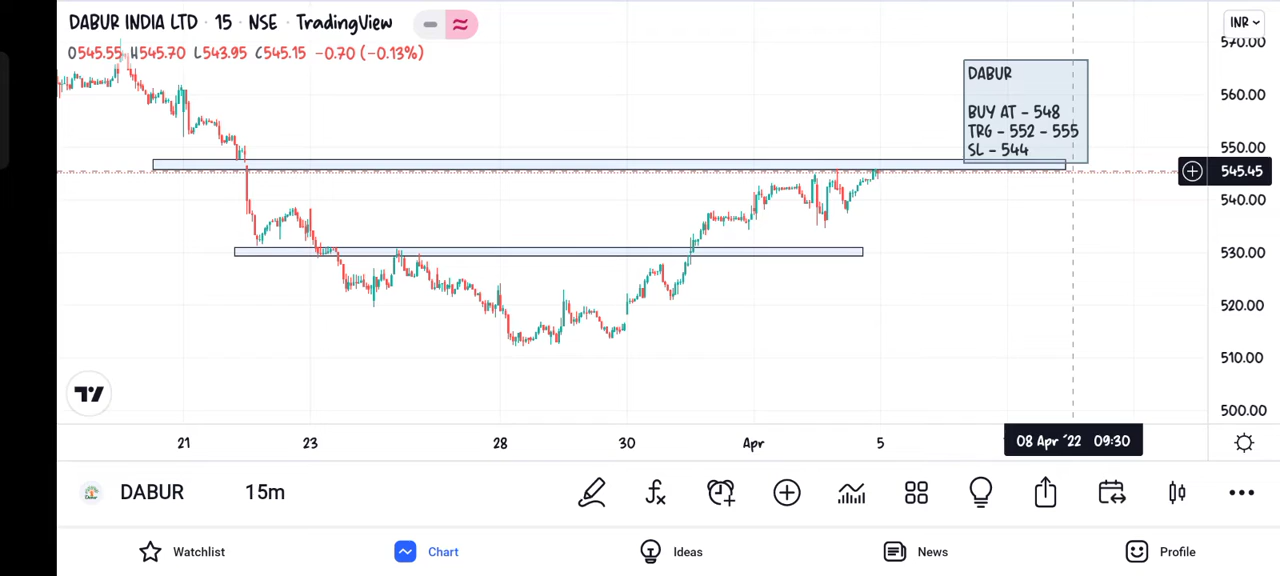 DABUR INDIA LTD · 15 · NSE · TradingView
O545.55 H545.70 L543.95 C545.15 −0.70 (−0.13%)
INR
570.00
560.00
550.00
545.45
540.00
530.00
520.00
510.00
500.00
DABUR
BUY AT - 548
TRG - 552 - 555
SL - 544
21 23 28 30 Apr 5 08 Apr '22 09:30
DABUR 15m
Watchlist Chart Ideas News Profile